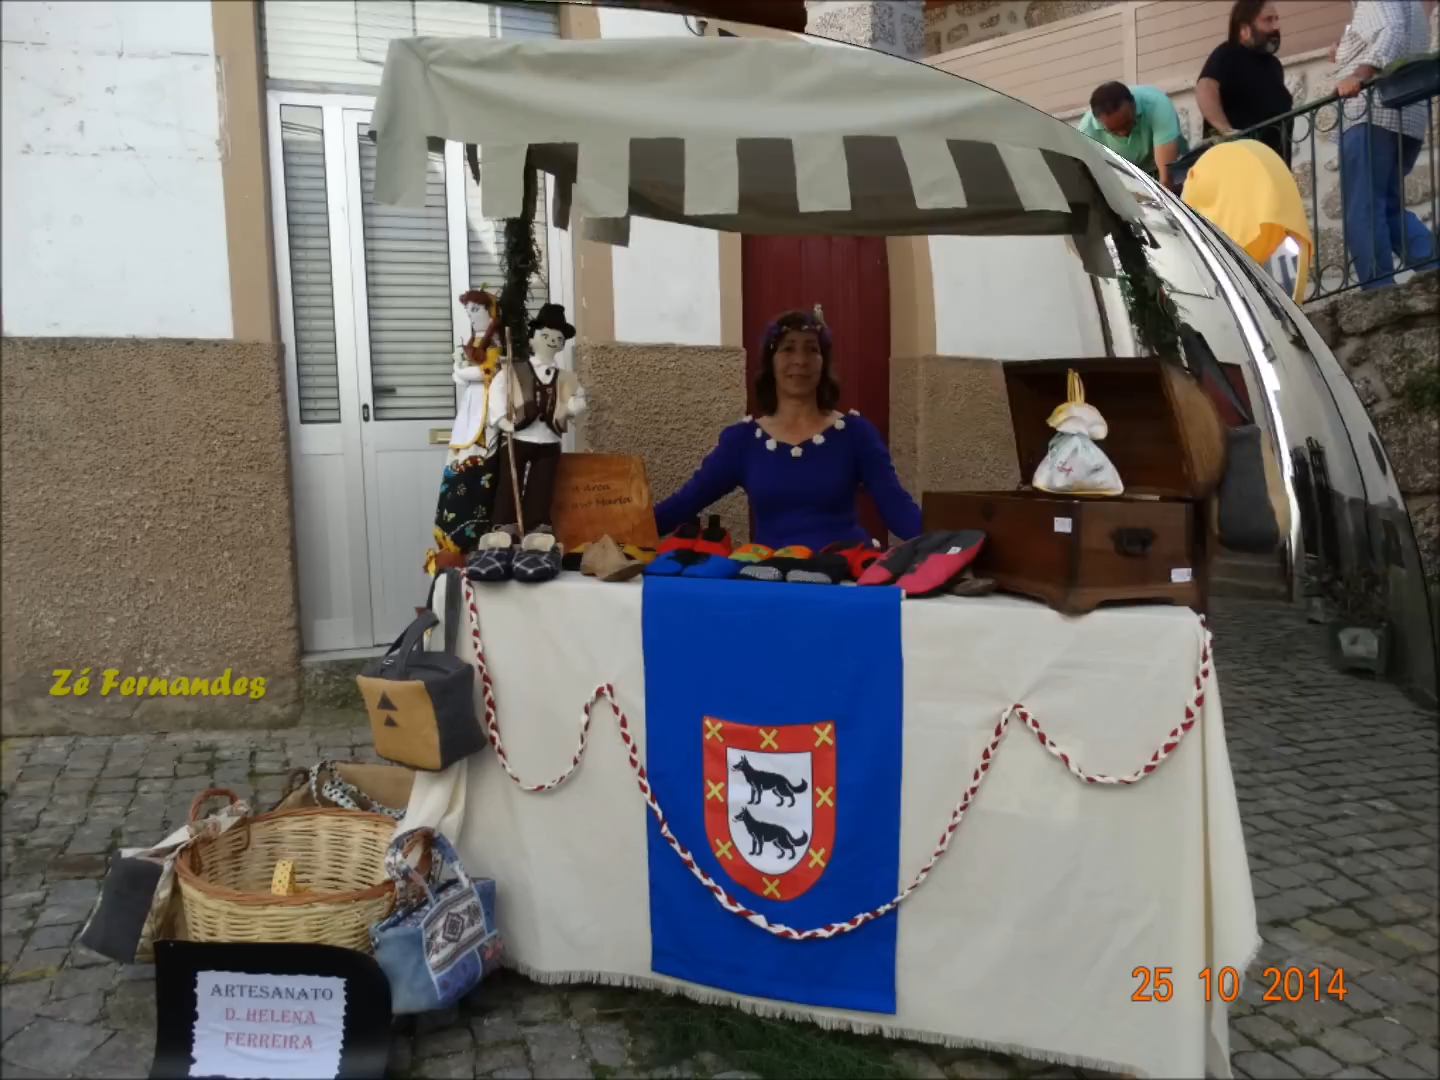 Zé Fernandes
ARTESANATO
D. HELENA
FERREIRA
25 10 2014